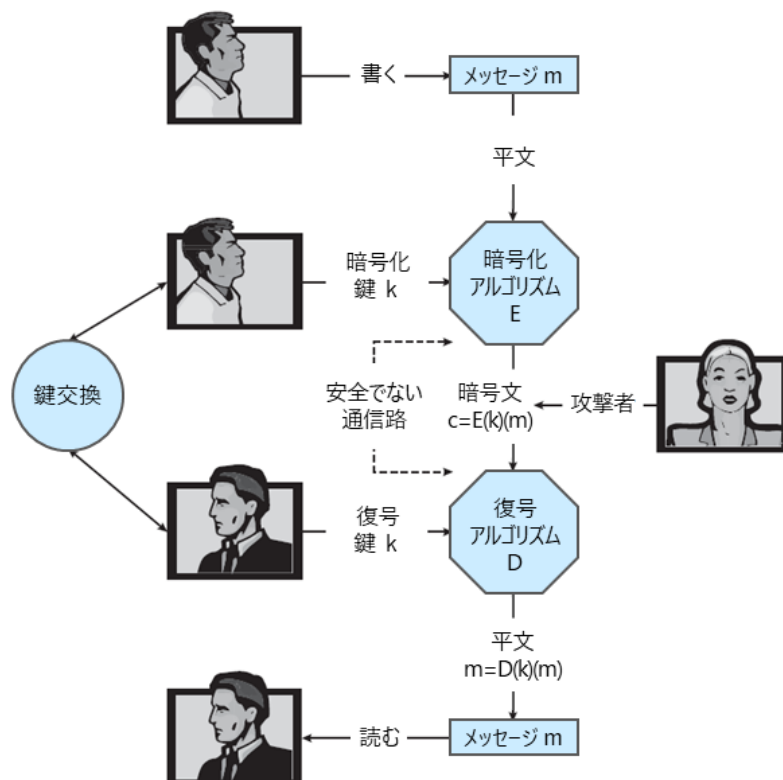 書く
メッセージ m
平文
暗号化
鍵 k
暗号化
アルゴリズム
E
鍵交換
安全でない
通信路
暗号文
c=E(k)(m)
攻撃者
復号
鍵 k
復号
アルゴリズム
D
平文
m=D(k)(m)
読む
メッセージ m